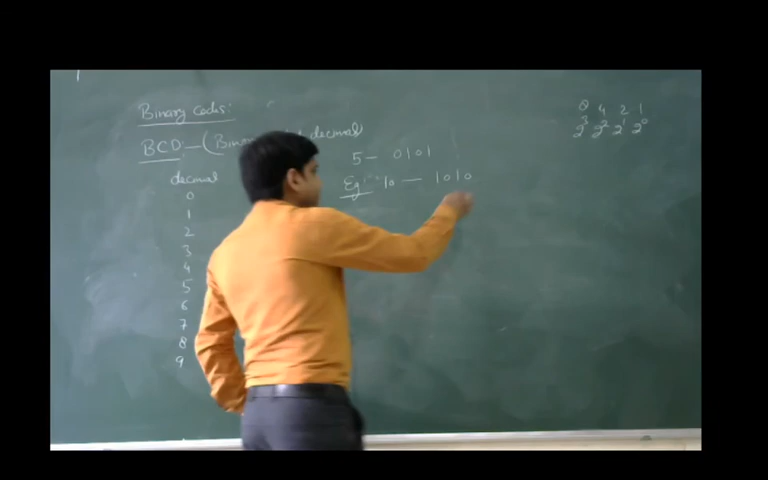 Binary codes:
BCD — (Binary decimal)
decimal
0
1
2
3
4
5
6
7
8
9
5 — 0101
Eg: 10 — 1010
8 4 2 1
2³ 2² 2¹ 2⁰